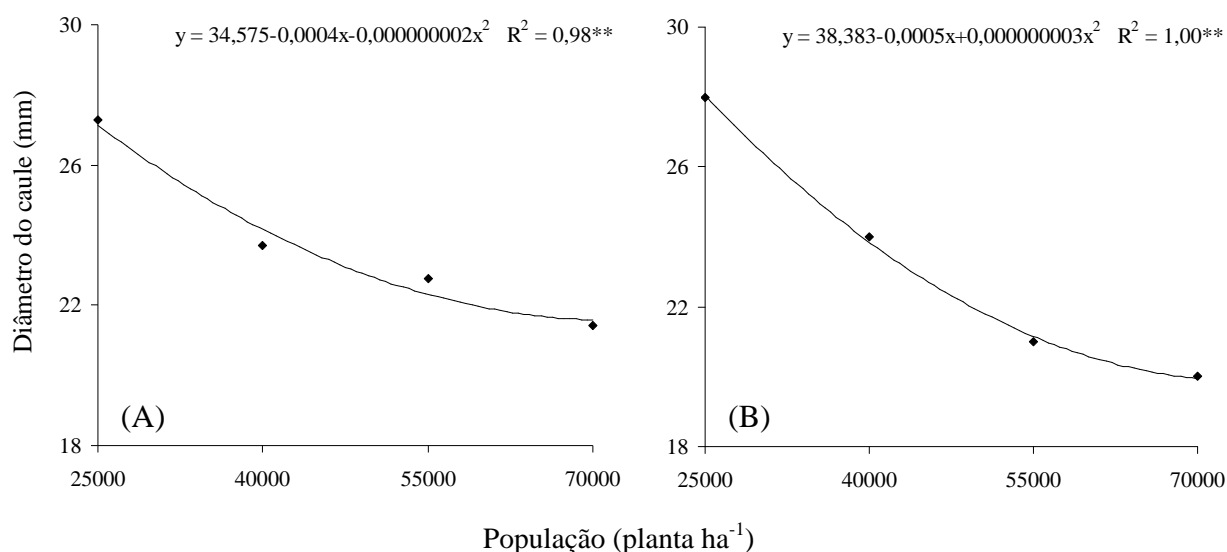 y = 34,575-0,0004x-0,000000002x² R² = 0,98**
30
26
22
18
Diâmetro do caule (mm)
(A)
25000 40000 55000 70000
y = 38,383-0,0005x+0,000000003x² R² = 1,00**
30
26
22
18
(B)
25000 40000 55000 70000
População (planta ha⁻¹)